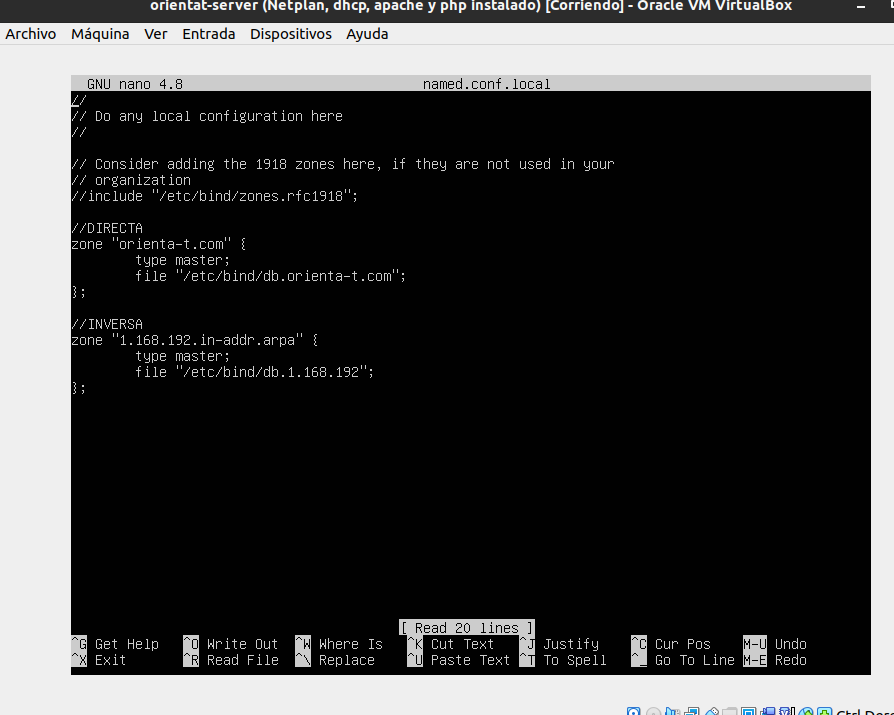 orientat-server (Netplan, dhcp, apache y php instalado) [Corriendo] - Oracle VM VirtualBox
Archivo Máquina Ver Entrada Dispositivos Ayuda
GNU nano 4.8 named.conf.local
//
// Do any local configuration here
//
// Consider adding the 1918 zones here, if they are not used in your
// organization
//include "/etc/bind/zones.rfc1918";
//DIRECTA
zone "orienta-t.com" {
type master;
file "/etc/bind/db.orienta-t.com";
};
//INVERSA
zone "1.168.192.in-addr.arpa" {
type master;
file "/etc/bind/db.1.168.192";
};
[ Read 20 lines ]
^G Get Help ^O Write Out ^W Where Is ^K Cut Text ^J Justify ^C Cur Pos M-U Undo
^X Exit ^R Read File ^\ Replace ^U Paste Text ^T To Spell ^_ Go To Line M-E Redo
Ctrl